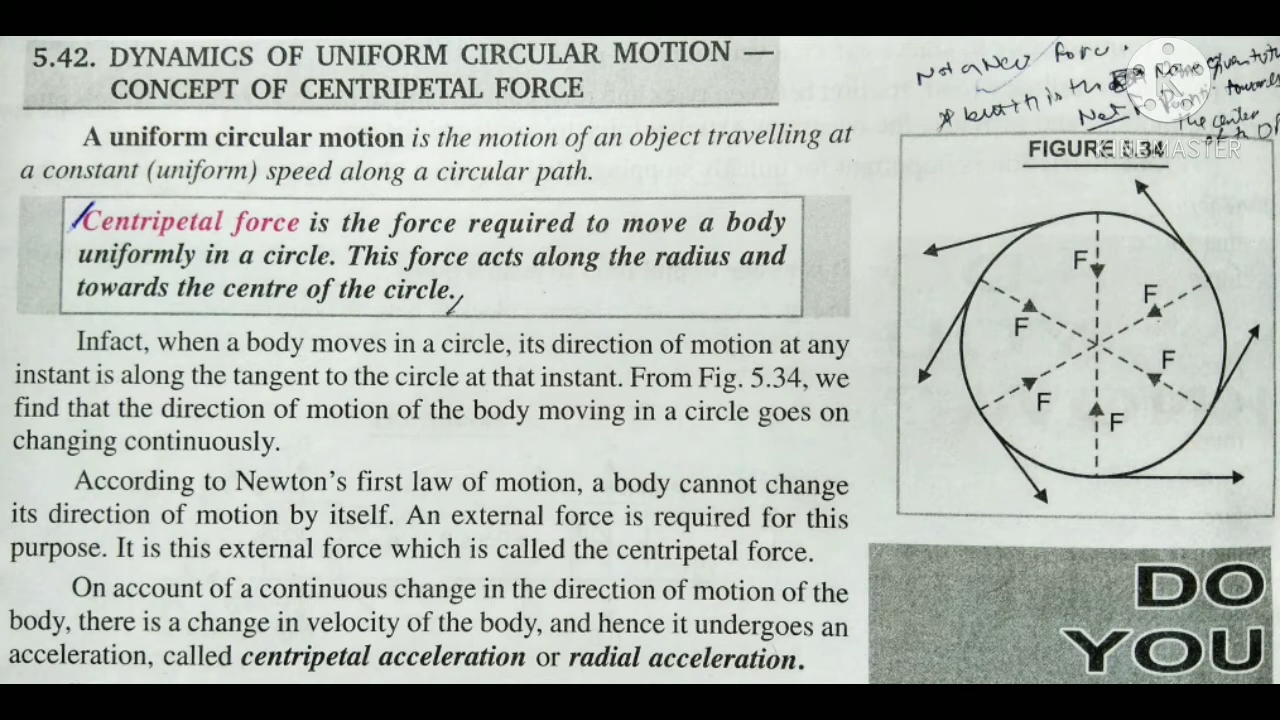 5.42. DYNAMICS OF UNIFORM CIRCULAR MOTION —
CONCEPT OF CENTRIPETAL FORCE
A uniform circular motion is the motion of an object travelling at
a constant (uniform) speed along a circular path.
Centripetal force is the force required to move a body
uniformly in a circle. This force acts along the radius and
towards the centre of the circle.
Infact, when a body moves in a circle, its direction of motion at any
instant is along the tangent to the circle at that instant. From Fig. 5.34, we
find that the direction of motion of the body moving in a circle goes on
changing continuously.
According to Newton's first law of motion, a body cannot change
its direction of motion by itself. An external force is required for this
purpose. It is this external force which is called the centripetal force.
On account of a continuous change in the direction of motion of the
body, there is a change in velocity of the body, and hence it undergoes an
acceleration, called centripetal acceleration or radial acceleration.
Not a New force.
but it is the Name given to
Net towards
the center
FIGURE 5.34
KINEMASTER
F
F
F
F
F
F
DO
YOU